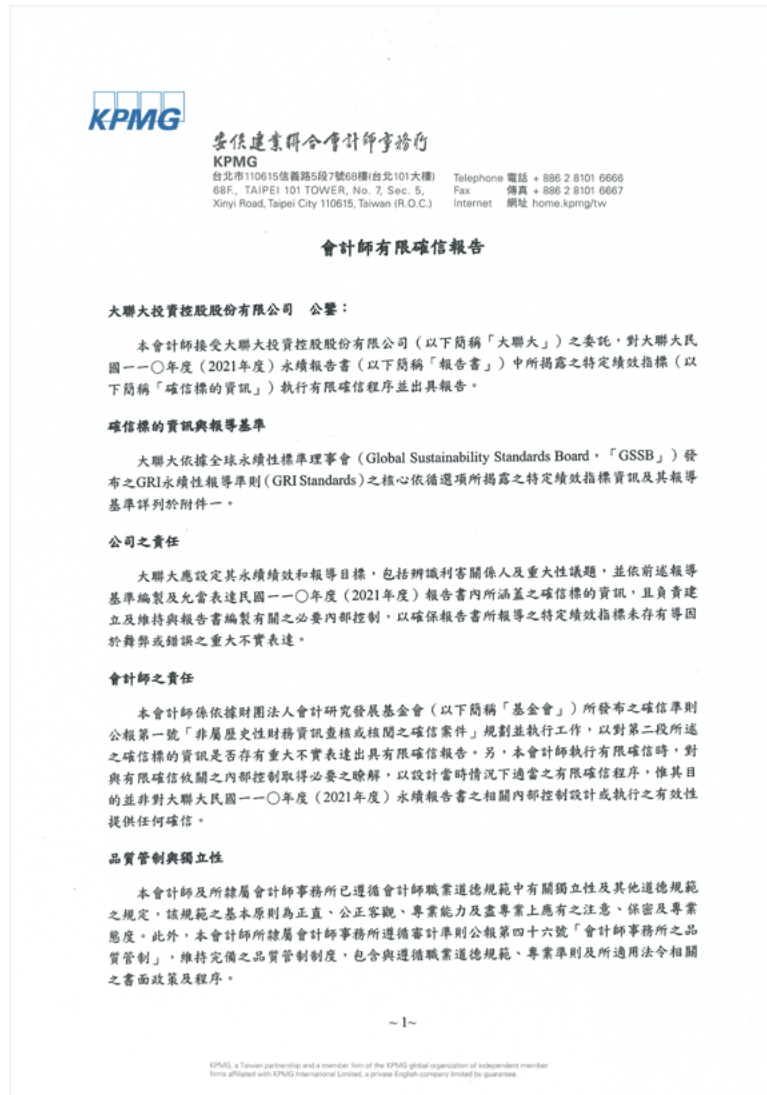 KPMG
安侯建業聯合會計師事務所
KPMG
台北市110615信義路5段7號68樓(台北101大樓)
68F., TAIPEI 101 TOWER, No. 7, Sec. 5,
Xinyi Road, Taipei City 110615, Taiwan (R.O.C.)
Telephone 電話 + 886 2 8101 6666
Fax 傳真 + 886 2 8101 6667
Internet 網址 home.kpmg/tw
會計師有限確信報告
大聯大投資控股股份有限公司 公鑒：
本會計師接受大聯大投資控股股份有限公司（以下簡稱「大聯大」）之委託，對大聯大民
國一一〇年度（2021年度）永續報告書（以下簡稱「報告書」）中所揭露之特定績效指標（以
下簡稱「確信標的資訊」）執行有限確信程序並出具報告。
確信標的資訊與報導基準
大聯大依據全球永續性標準理事會（Global Sustainability Standards Board，「GSSB」）發
布之GRI永續性報導準則（GRI Standards）之核心依循選項所揭露之特定績效指標資訊及其報導
基準詳列於附件一。
公司之責任
大聯大應設定其永續績效和報導目標，包括辨識利害關係人及重大性議題，並依前述報導
基準編製及允當表達民國一一〇年度（2021年度）報告書內所涵蓋之確信標的資訊，且負責建
立及維持與報告書編製有關之必要內部控制，以確保報告書所報導之特定績效指標未存有導因
於舞弊或錯誤之重大不實表達。
會計師之責任
本會計師係依據財團法人會計研究發展基金會（以下簡稱「基金會」）所發布之確信準則
公報第一號「非屬歷史性財務資訊查核或核閱之確信案件」規劃並執行工作，以對第二段所述
之確信標的資訊是否存有重大不實表達出具有限確信報告。另，本會計師執行有限確信時，對
與有限確信攸關之內部控制取得必要之瞭解，以設計當時情況下適當之有限確信程序，惟其目
的並非對大聯大民國一一〇年度（2021年度）永續報告書之相關內部控制設計或執行之有效性
提供任何確信。
品質管制與獨立性
本會計師及所隸屬會計師事務所已遵循會計師職業道德規範中有關獨立性及其他道德規範
之規定，該規範之基本原則為正直、公正客觀、專業能力及盡專業上應有之注意、保密及專業
態度。此外，本會計師所隸屬會計師事務所遵循審計準則公報第四十六號「會計師事務所之品
質管制」，維持完備之品質管制制度，包含與遵循職業道德規範、專業準則及所適用法令相關
之書面政策及程序。
~1~
KPMG, a Taiwan partnership and a member firm of the KPMG global organization of independent member
firms affiliated with KPMG International Limited, a private English company limited by guarantee.